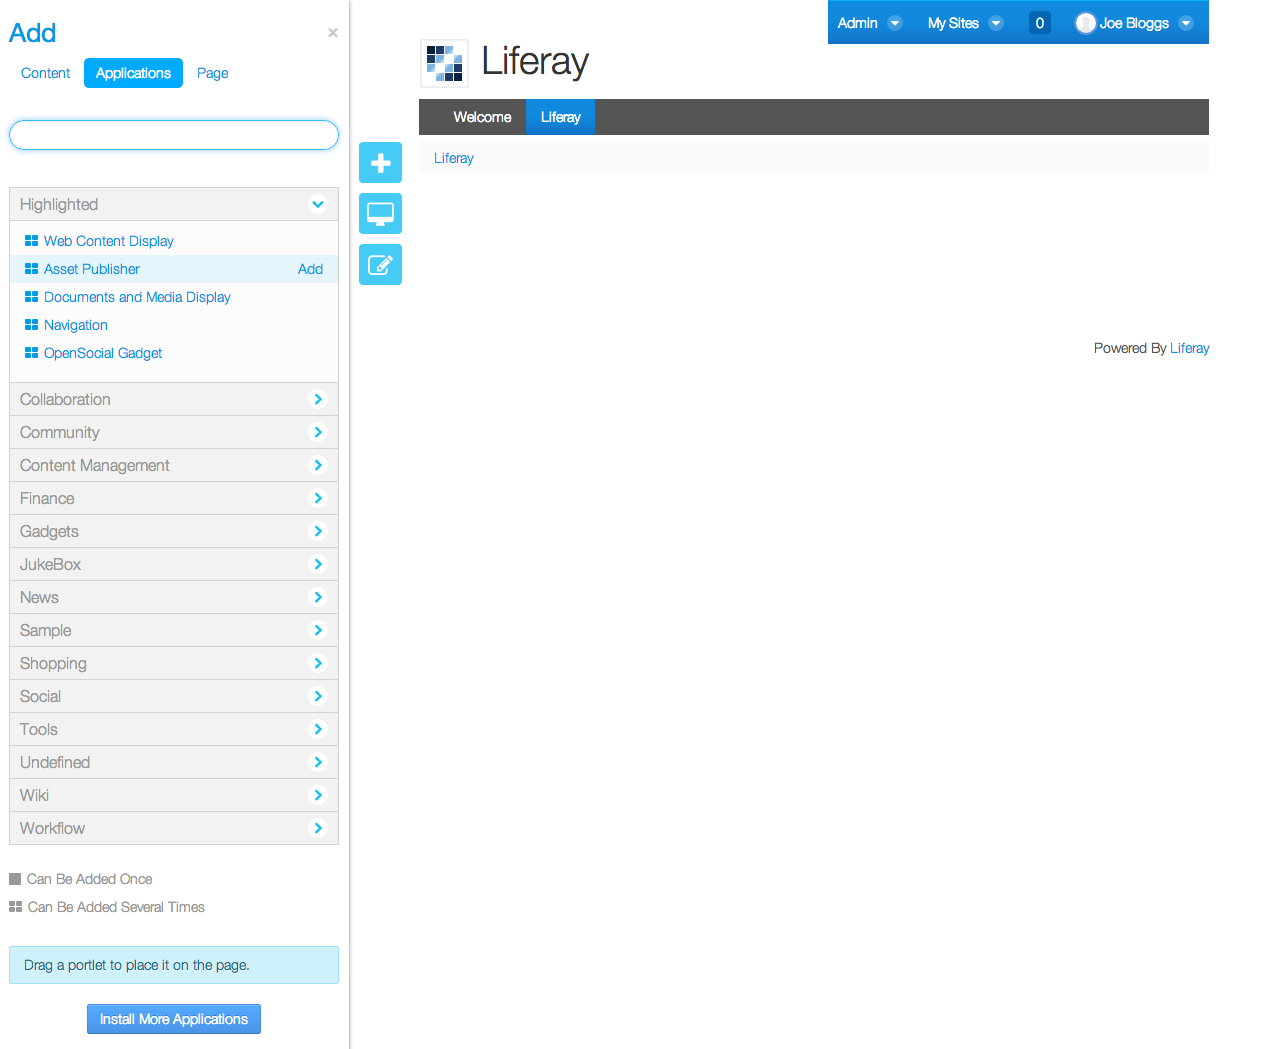 Add
×
Content Applications Page
Highlighted
Web Content Display
Asset Publisher Add
Documents and Media Display
Navigation
OpenSocial Gadget
Collaboration
Community
Content Management
Finance
Gadgets
JukeBox
News
Sample
Shopping
Social
Tools
Undefined
Wiki
Workflow
Can Be Added Once
Can Be Added Several Times
Drag a portlet to place it on the page.
Install More Applications
Admin My Sites 0 Joe Bloggs
Liferay
Welcome Liferay
Liferay
Powered By Liferay